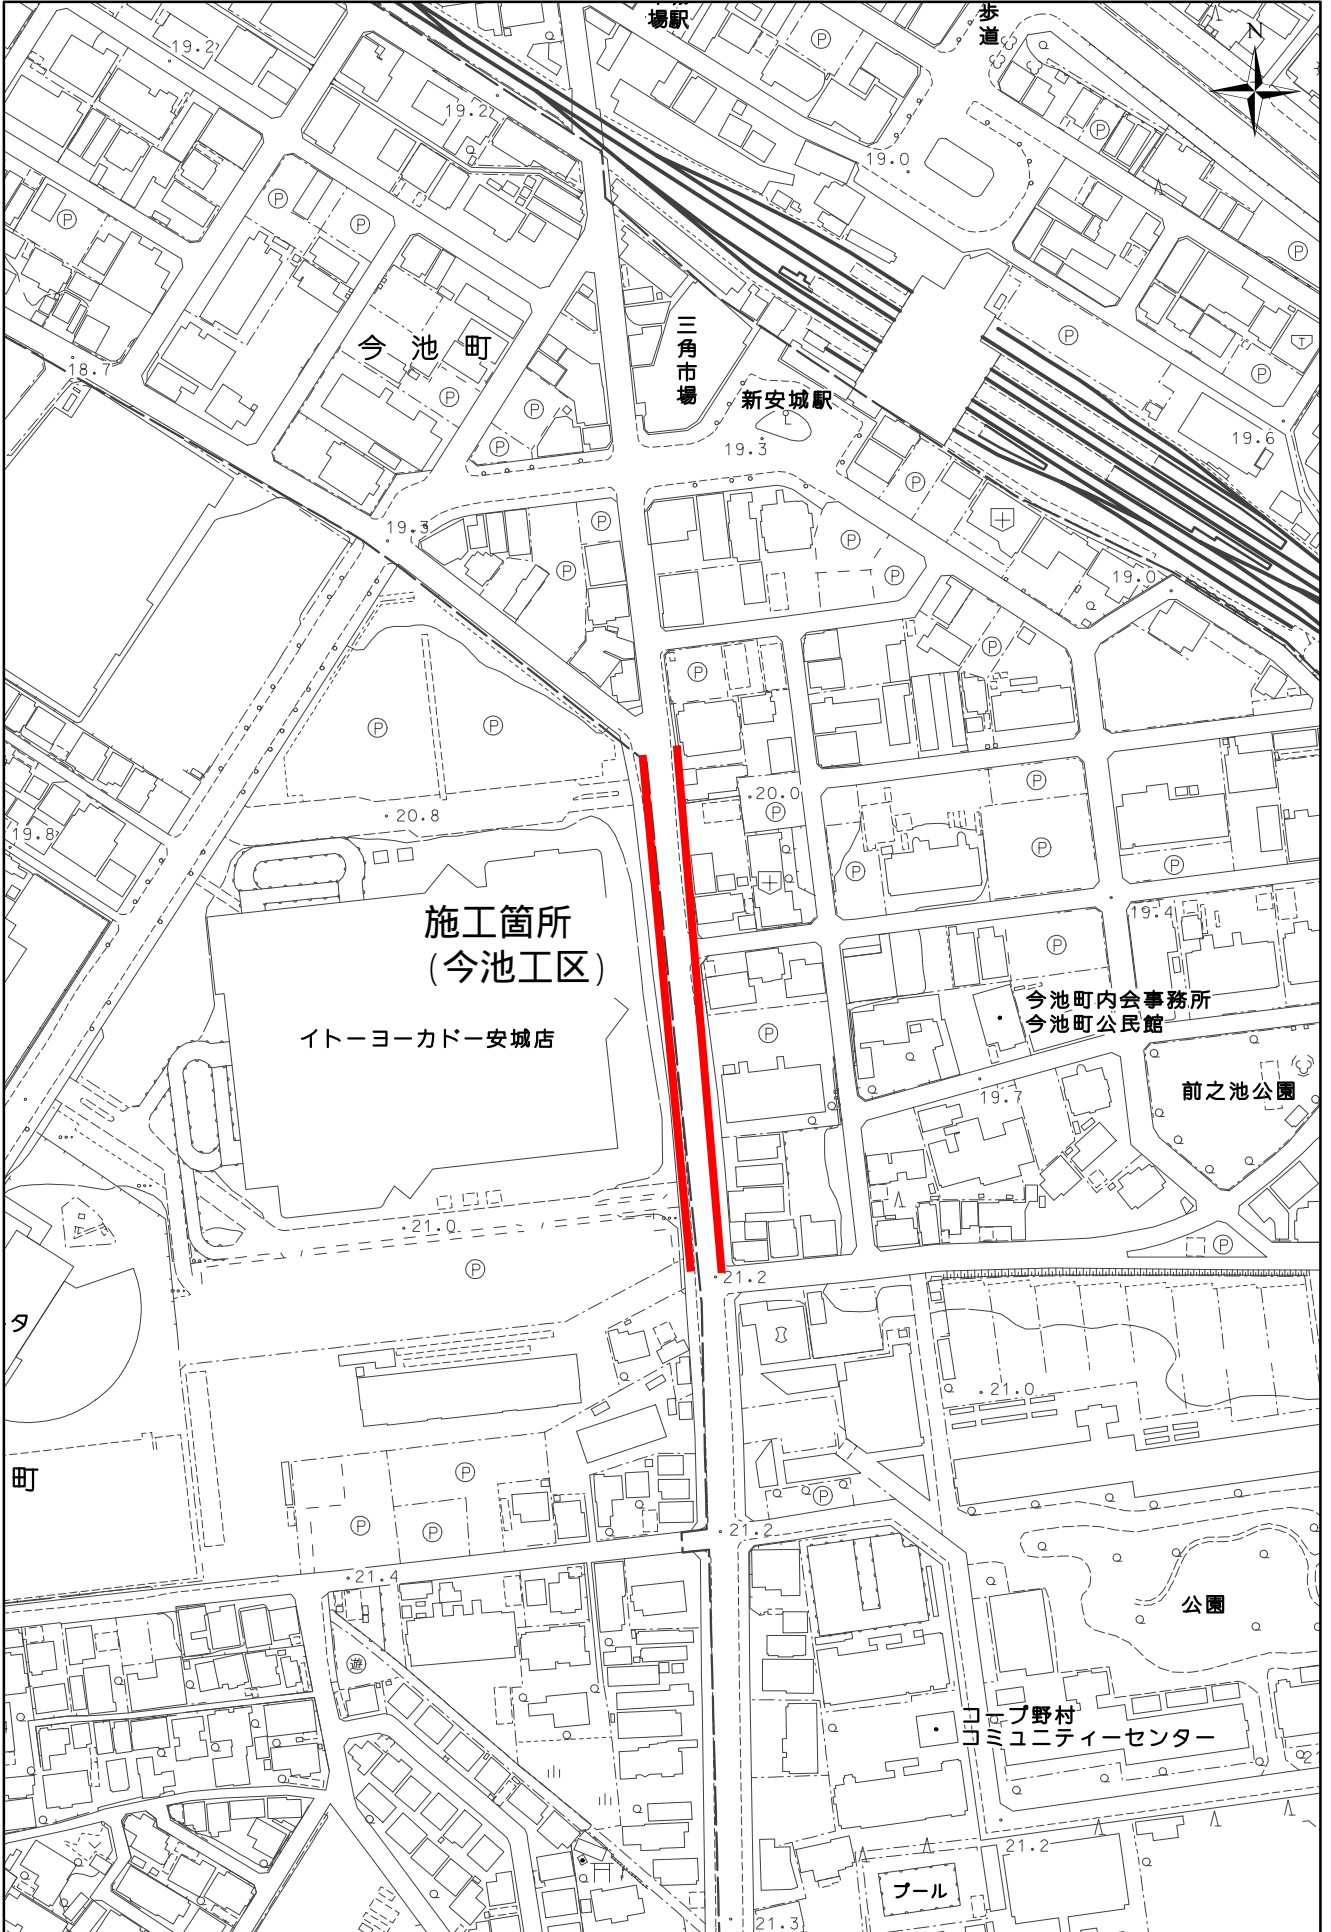 場駅
歩道
N
19.2
19.2
19.0
今池町
三角市場
18.7
新安城駅
19.3
19.6
19.3
19.0
20.0
20.8
19.8
施工箇所
(今池工区)
19.4
今池町内会事務所
今池町公民館
イトーヨーカドー安城店
前之池公園
19.7
21.0
21.2
タ
21.0
町
21.2
21.4
公園
遊
コープ野村
コミュニティーセンター
21.2
プール
21.3
P